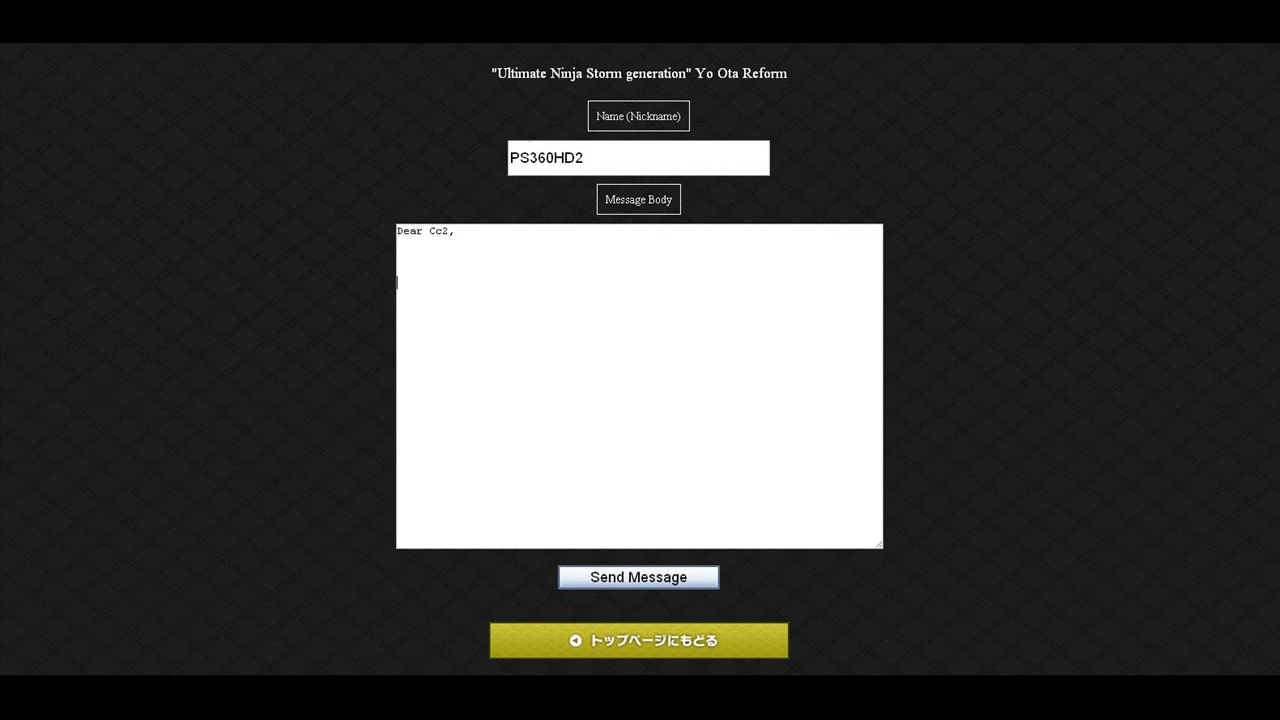 "Ultimate Ninja Storm generation" Yo Ota Reform
Name (Nickname)
PS360HD2
Message Body
Dear Cc2,
Send Message
トップページにもどる